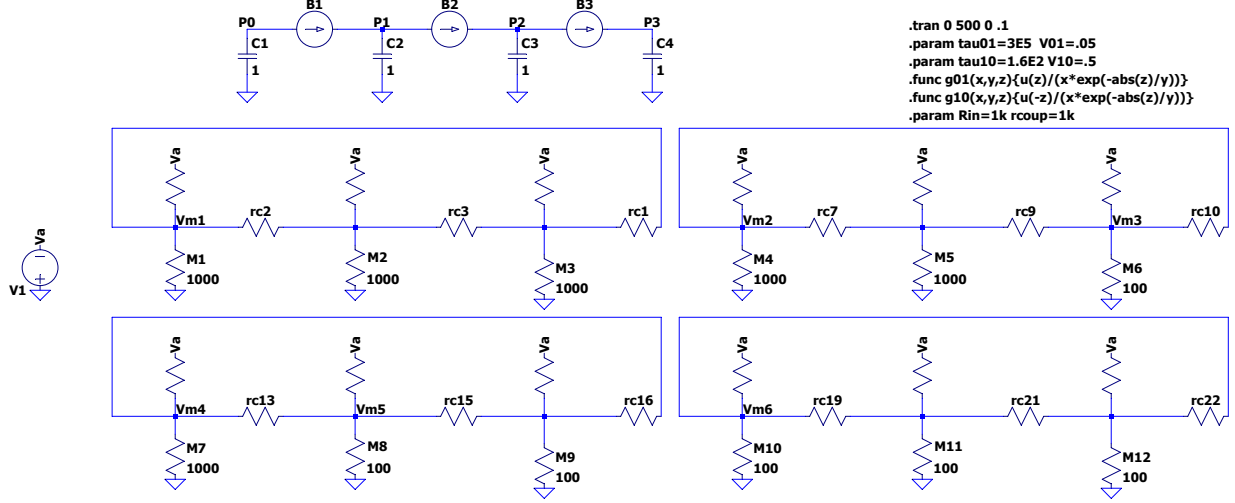 B1 B2 B3
P0 P1 P2 P3
C1 C2 C3 C4
1 1 1 1
.tran 0 500 0 .1
.param tau01=3E5 V01=.05
.param tau10=1.6E2 V10=.5
.func g01(x,y,z){u(z)/(x*exp(-abs(z)/y))}
.func g10(x,y,z){u(-z)/(x*exp(-abs(z)/y))}
.param Rin=1k rcoup=1k
Va Va Va Va Va Va
rc2 rc3 rc1 rc7 rc9 rc10
Vm1 Vm2 Vm3
Va
V1
M1 M2 M3 M4 M5 M6
1000 1000 1000 1000 1000 100
Va Va Va Va Va Va
rc13 rc15 rc16 rc19 rc21 rc22
Vm4 Vm5 Vm6
M7 M8 M9 M10 M11 M12
1000 100 100 100 100 100